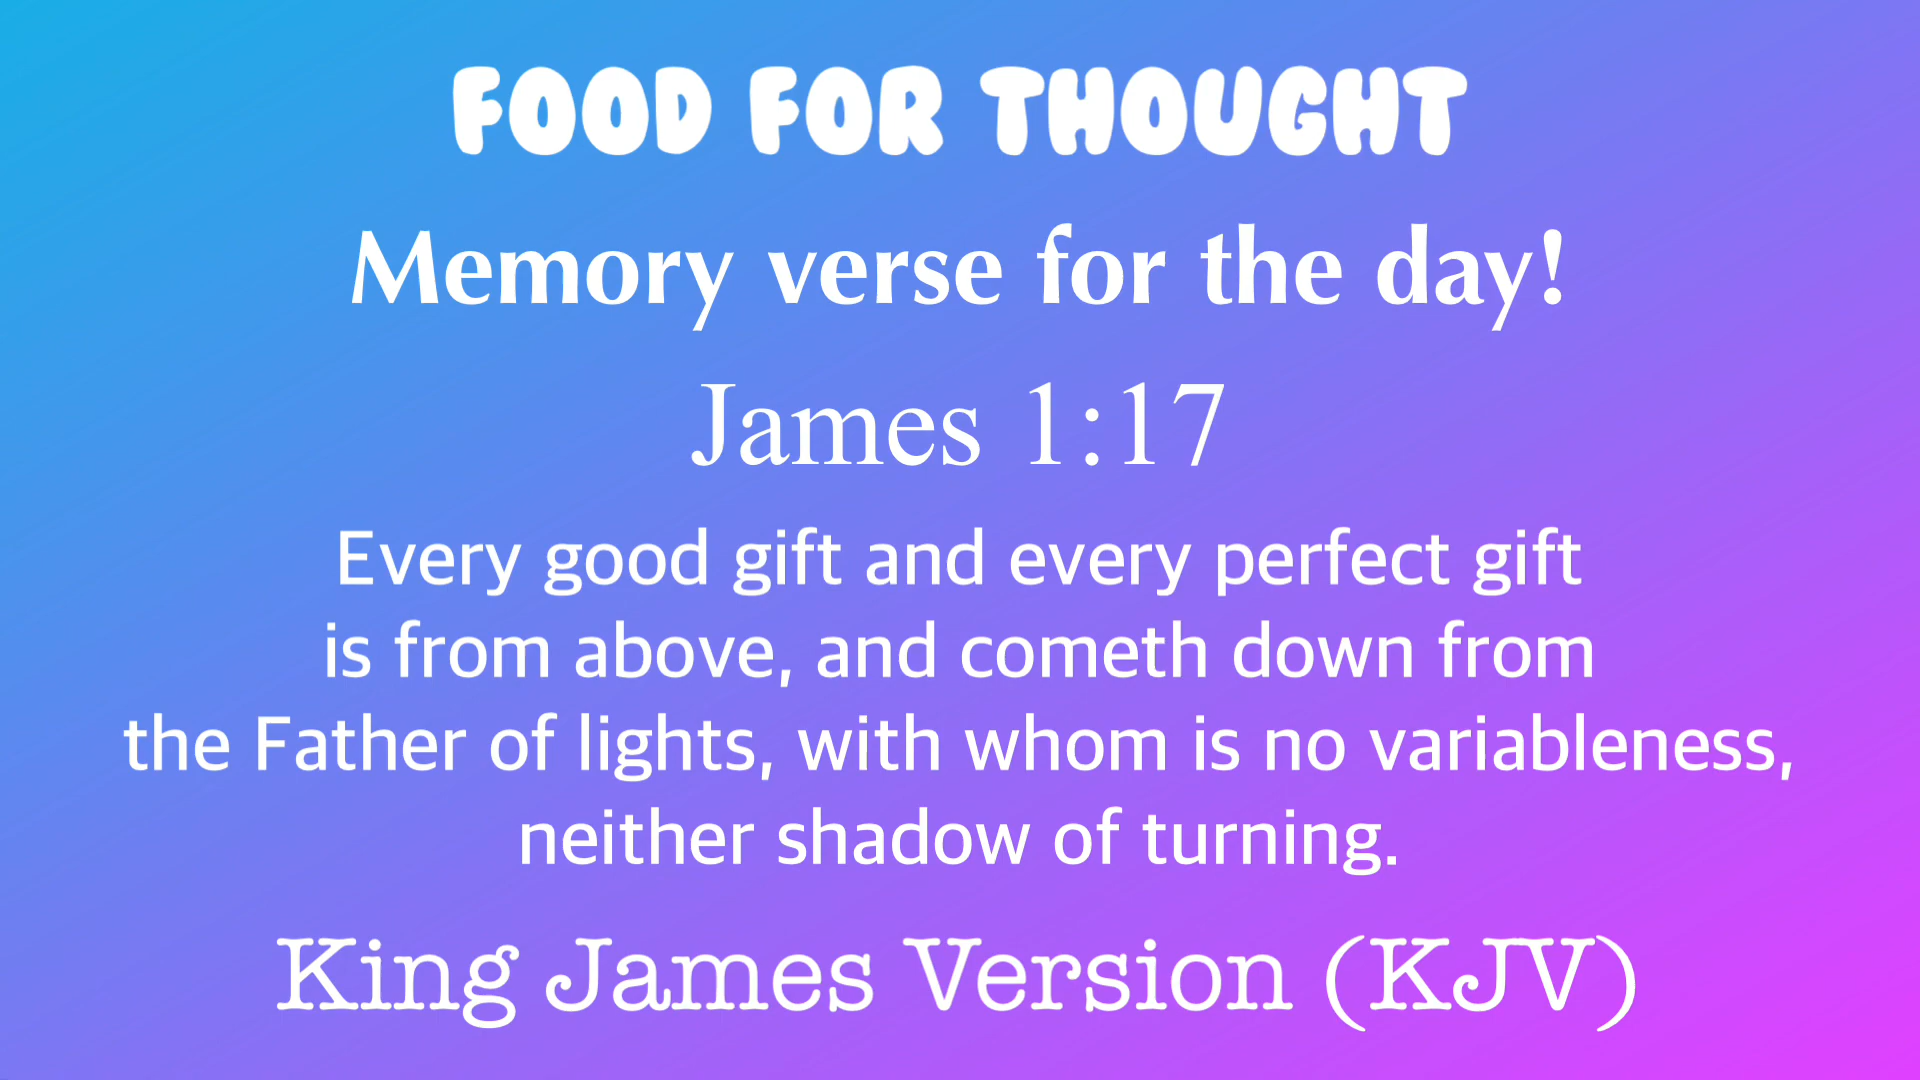 FOOD FOR THOUGHT
Memory verse for the day!
James 1:17
Every good gift and every perfect gift
is from above, and cometh down from
the Father of lights, with whom is no variableness,
neither shadow of turning.
King James Version (KJV)